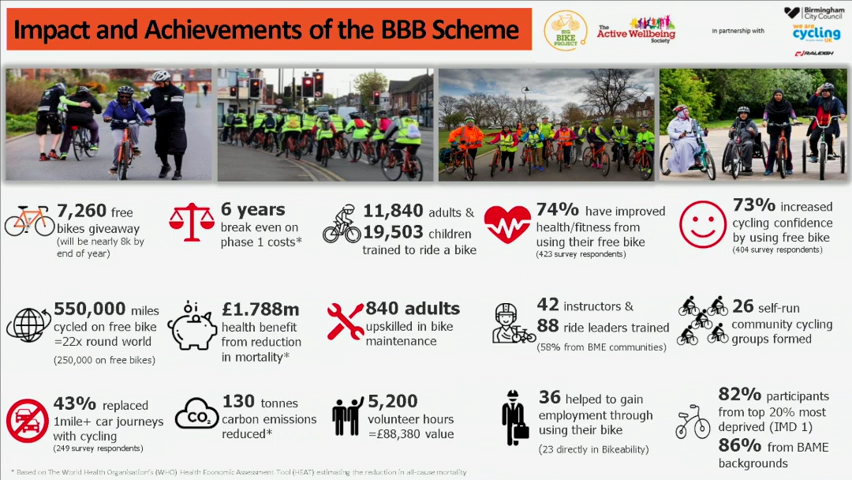 Impact and Achievements of the BBB Scheme
BIG
BIKE
PROJECT
The
Active Wellbeing
Society
In partnership with
Birmingham
City Council
we are
cycling
UK
RALEIGH
7,260 free
bikes giveaway
(will be nearly 8k by
end of year)
6 years
break even on
phase 1 costs*
11,840 adults &
19,503 children
trained to ride a bike
74% have improved
health/fitness from
using their free bike
(423 survey respondents)
73% increased
cycling confidence
by using free bike
(404 survey respondents)
550,000 miles
cycled on free bike
=22x round world
(250,000 on free bikes)
£1.788m
health benefit
from reduction
in mortality*
840 adults
upskilled in bike
maintenance
42 instructors &
88 ride leaders trained
(58% from BME communities)
26 self-run
community cycling
groups formed
43% replaced
1mile+ car journeys
with cycling
(249 survey respondents)
CO2
130 tonnes
carbon emissions
reduced*
5,200
volunteer hours
=£88,380 value
36 helped to gain
employment through
using their bike
(23 directly in Bikeability)
82% participants
from top 20% most
deprived (IMD 1)
86% from BAME
backgrounds
* Based on The World Health Organisation's (WHO) Health Economic Assessment Tool (HEAT) estimating the reduction in all-cause mortality